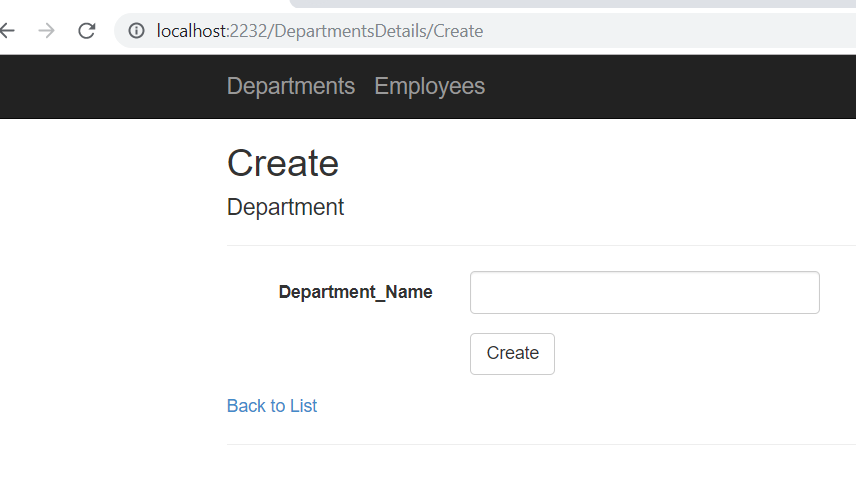 localhost:2232/DepartmentsDetails/Create
Departments Employees
Create
Department
Department_Name
Create
Back to List